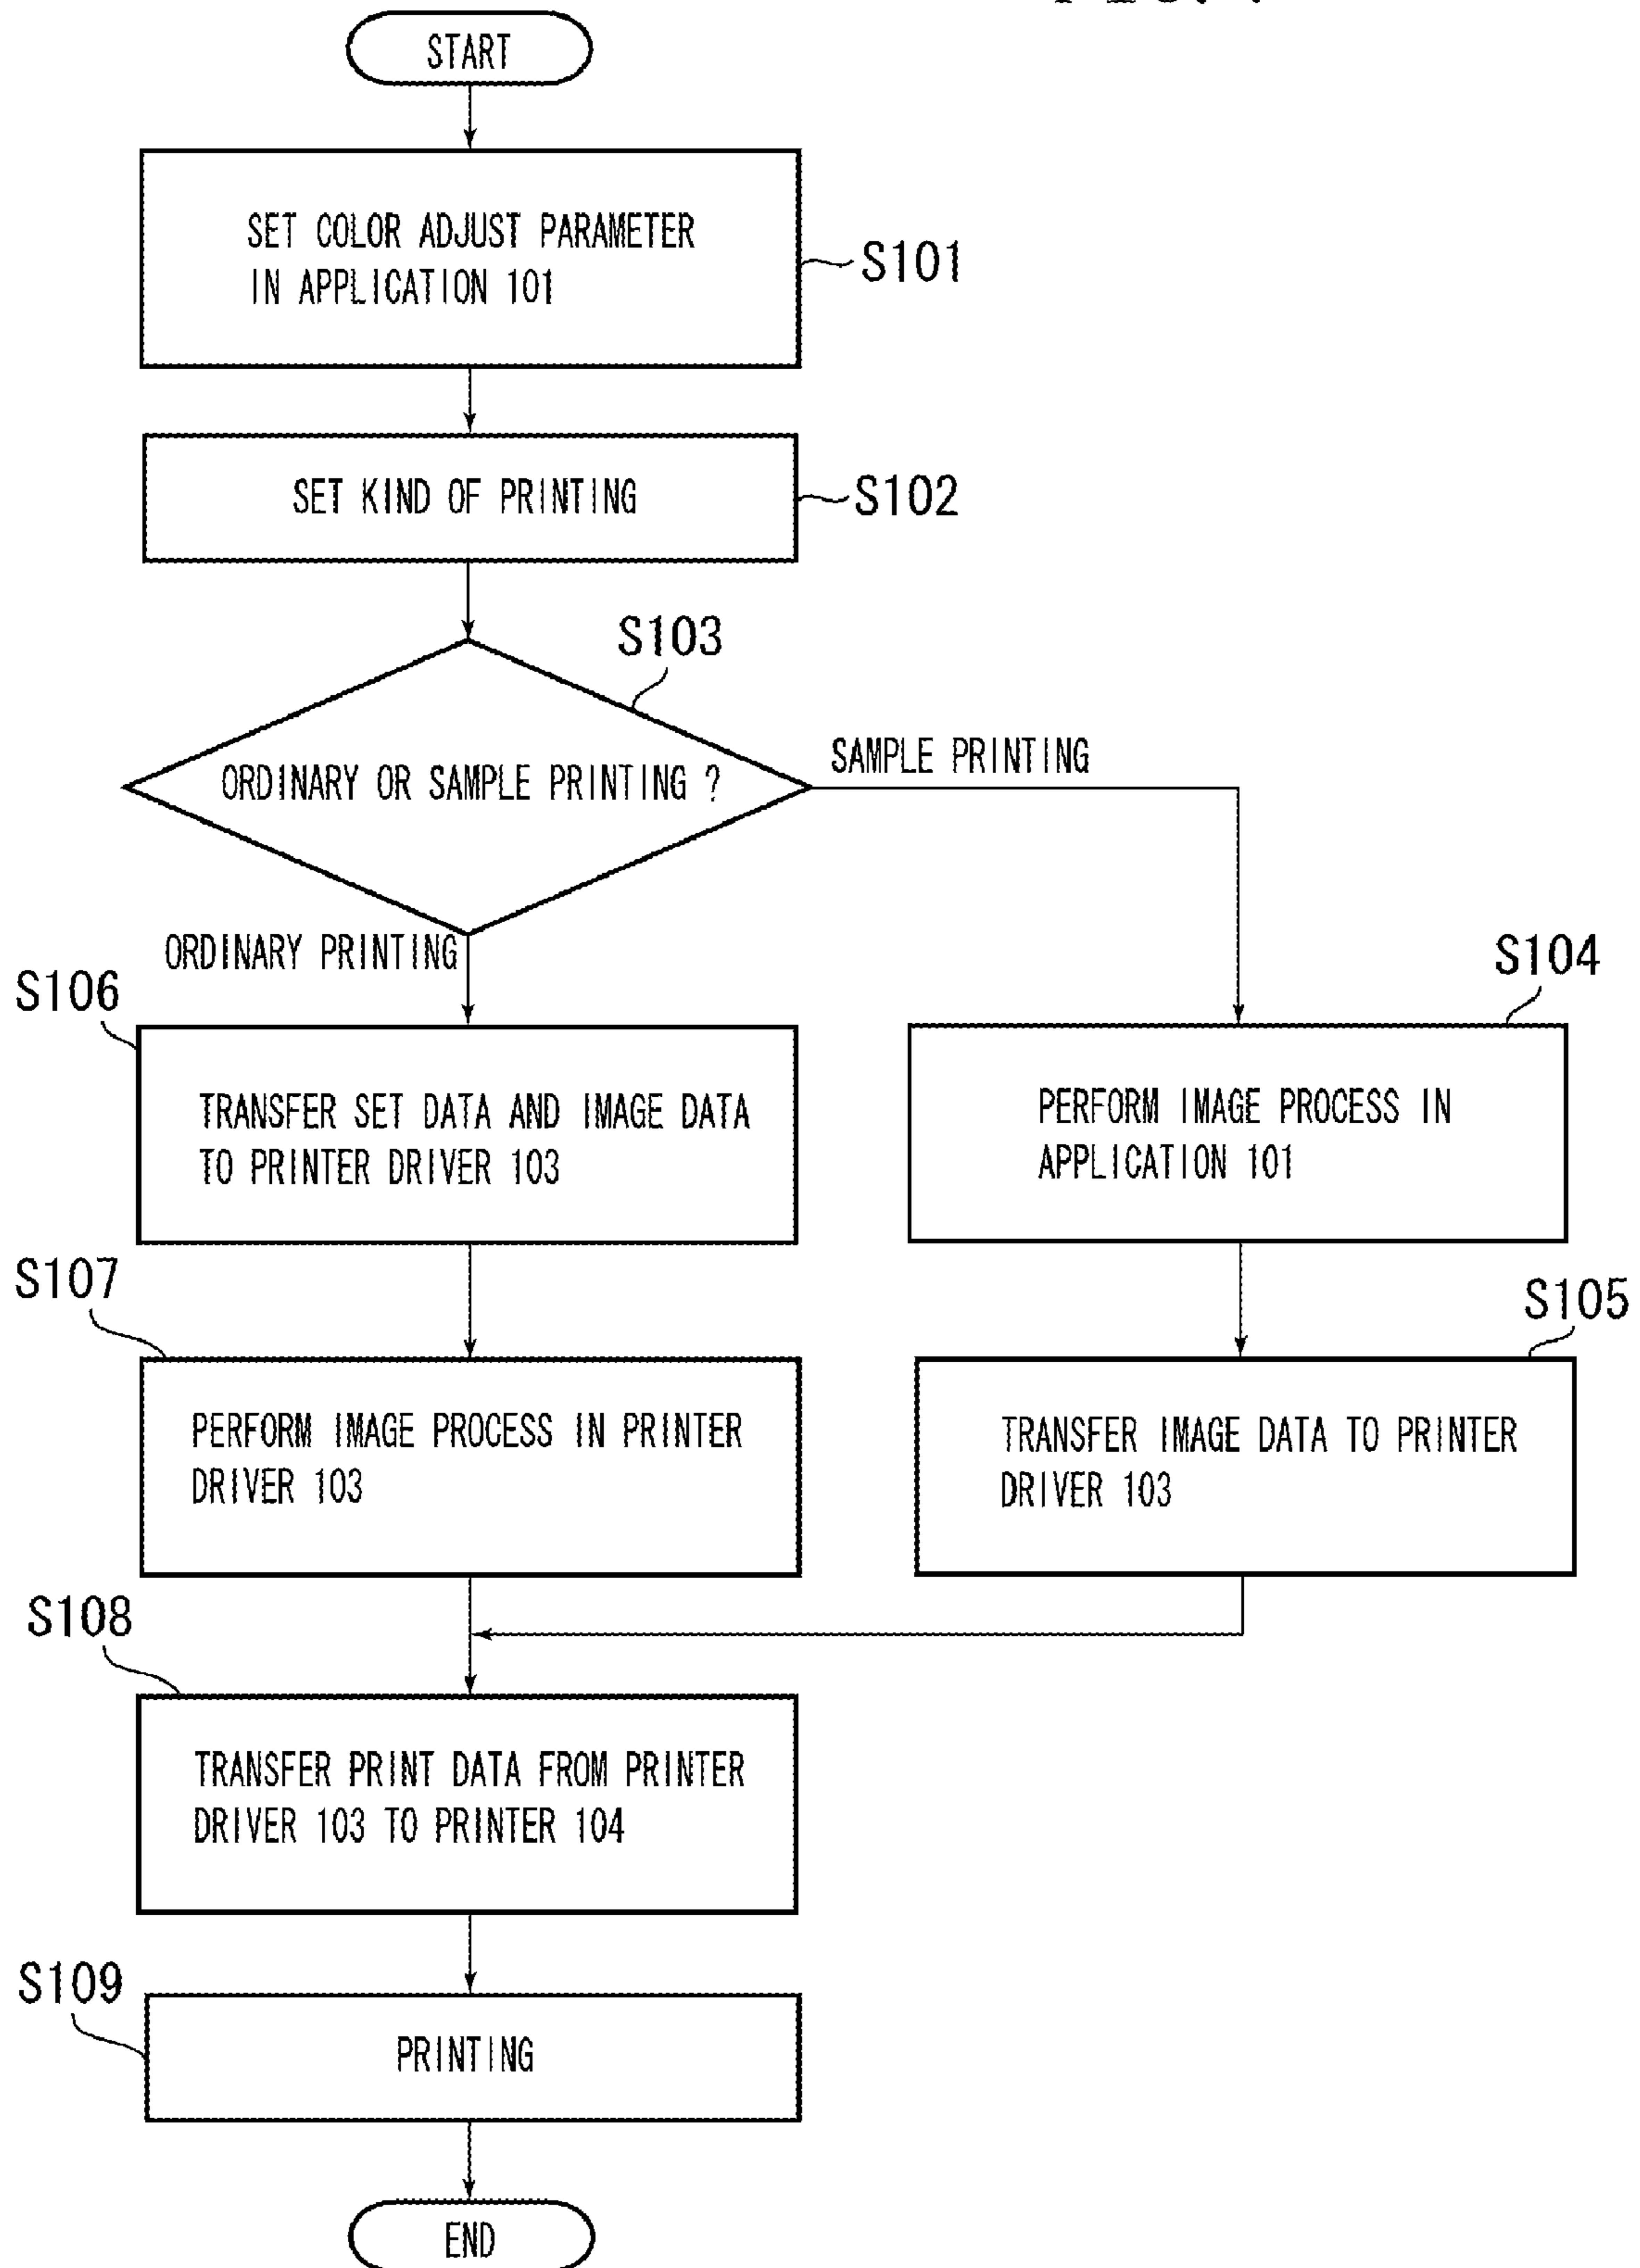 START
SET COLOR ADJUST PARAMETER
IN APPLICATION 101
S101
SET KIND OF PRINTING
S102
S103
ORDINARY OR SAMPLE PRINTING ?
SAMPLE PRINTING
ORDINARY PRINTING
S106
TRANSFER SET DATA AND IMAGE DATA
TO PRINTER DRIVER 103
S104
PERFORM IMAGE PROCESS IN
APPLICATION 101
S107
PERFORM IMAGE PROCESS IN PRINTER
DRIVER 103
S105
TRANSFER IMAGE DATA TO PRINTER
DRIVER 103
S108
TRANSFER PRINT DATA FROM PRINTER
DRIVER 103 TO PRINTER 104
S109
PRINTING
END